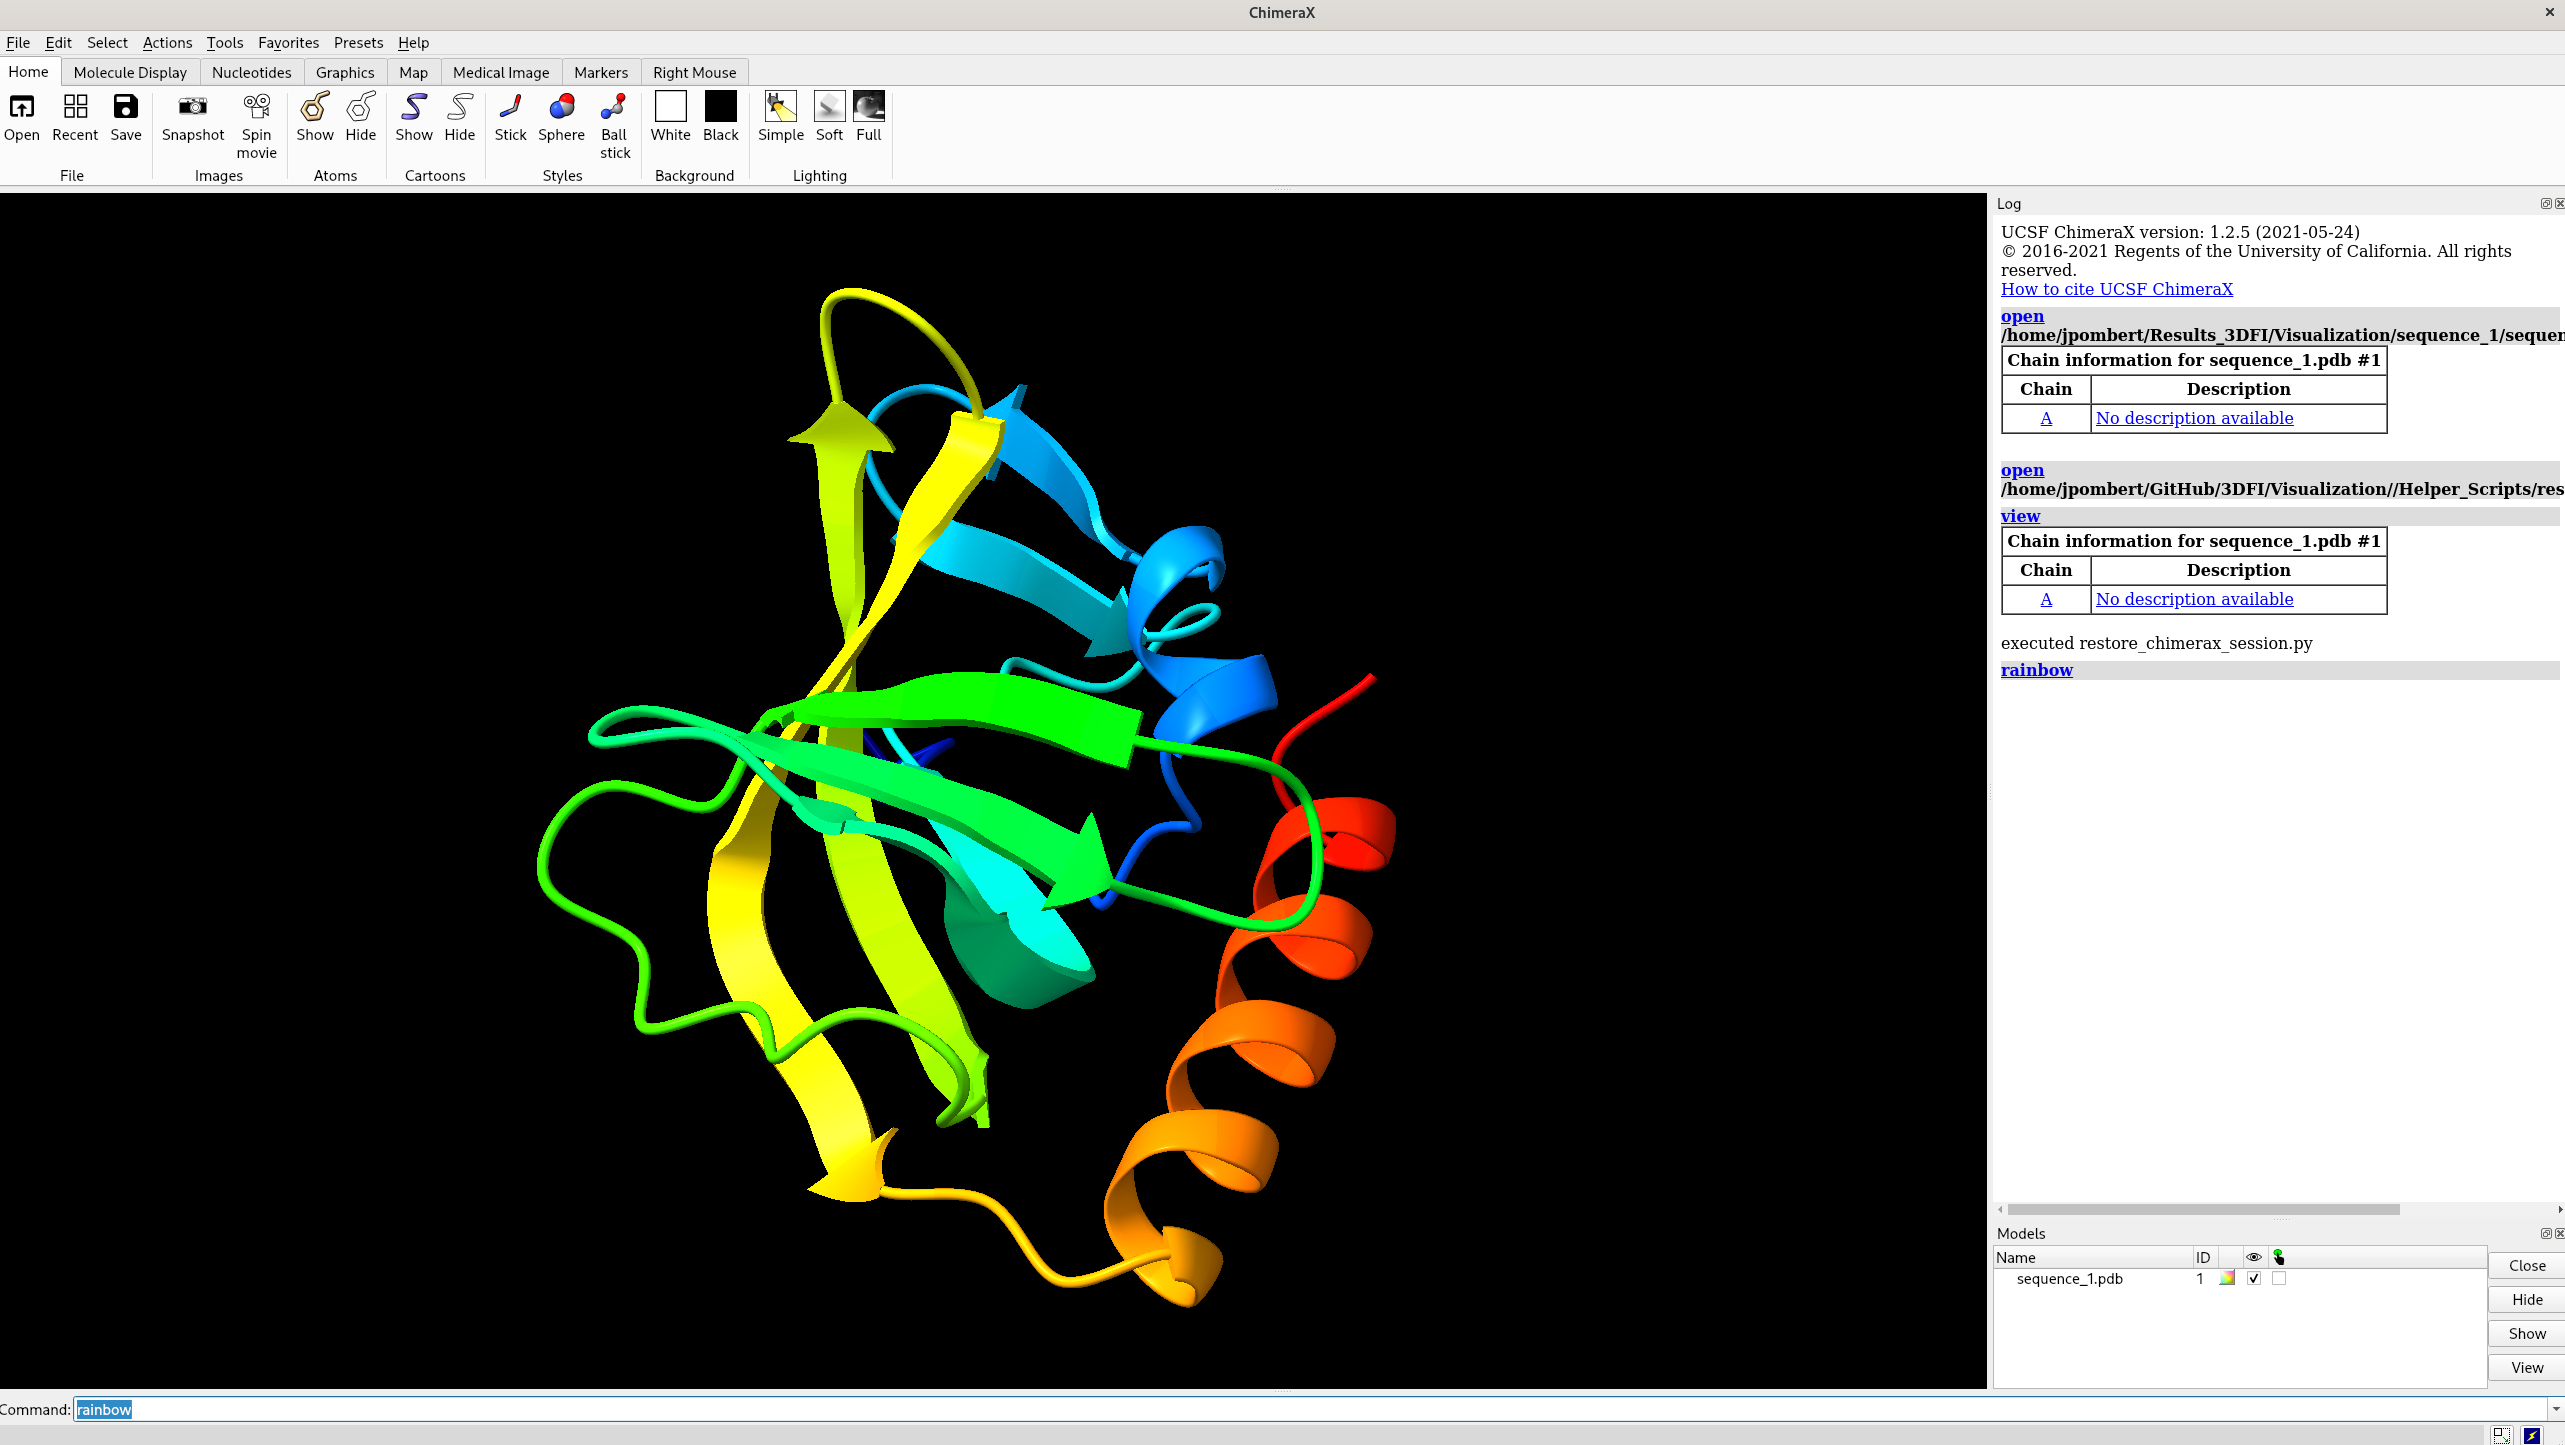 ChimeraX
File Edit Select Actions Tools Favorites Presets Help
Home Molecule Display Nucleotides Graphics Map Medical Image Markers Right Mouse
Open Recent Save Snapshot Spin movie Show Hide Show Hide Stick Sphere Ball stick White Black Simple Soft Full
File Images Atoms Cartoons Styles Background Lighting
Log
UCSF ChimeraX version: 1.2.5 (2021-05-24)
© 2016-2021 Regents of the University of California. All rights
reserved.
How to cite UCSF ChimeraX
open
/home/jpombert/Results_3DFI/Visualization/sequence_1/sequen
Chain information for sequence_1.pdb #1
Chain Description
A No description available
open
/home/jpombert/GitHub/3DFI/Visualization//Helper_Scripts/res
view
Chain information for sequence_1.pdb #1
Chain Description
A No description available
executed restore_chimerax_session.py
rainbow
Models
Name ID
sequence_1.pdb 1
Close
Hide
Show
View
Command: rainbow